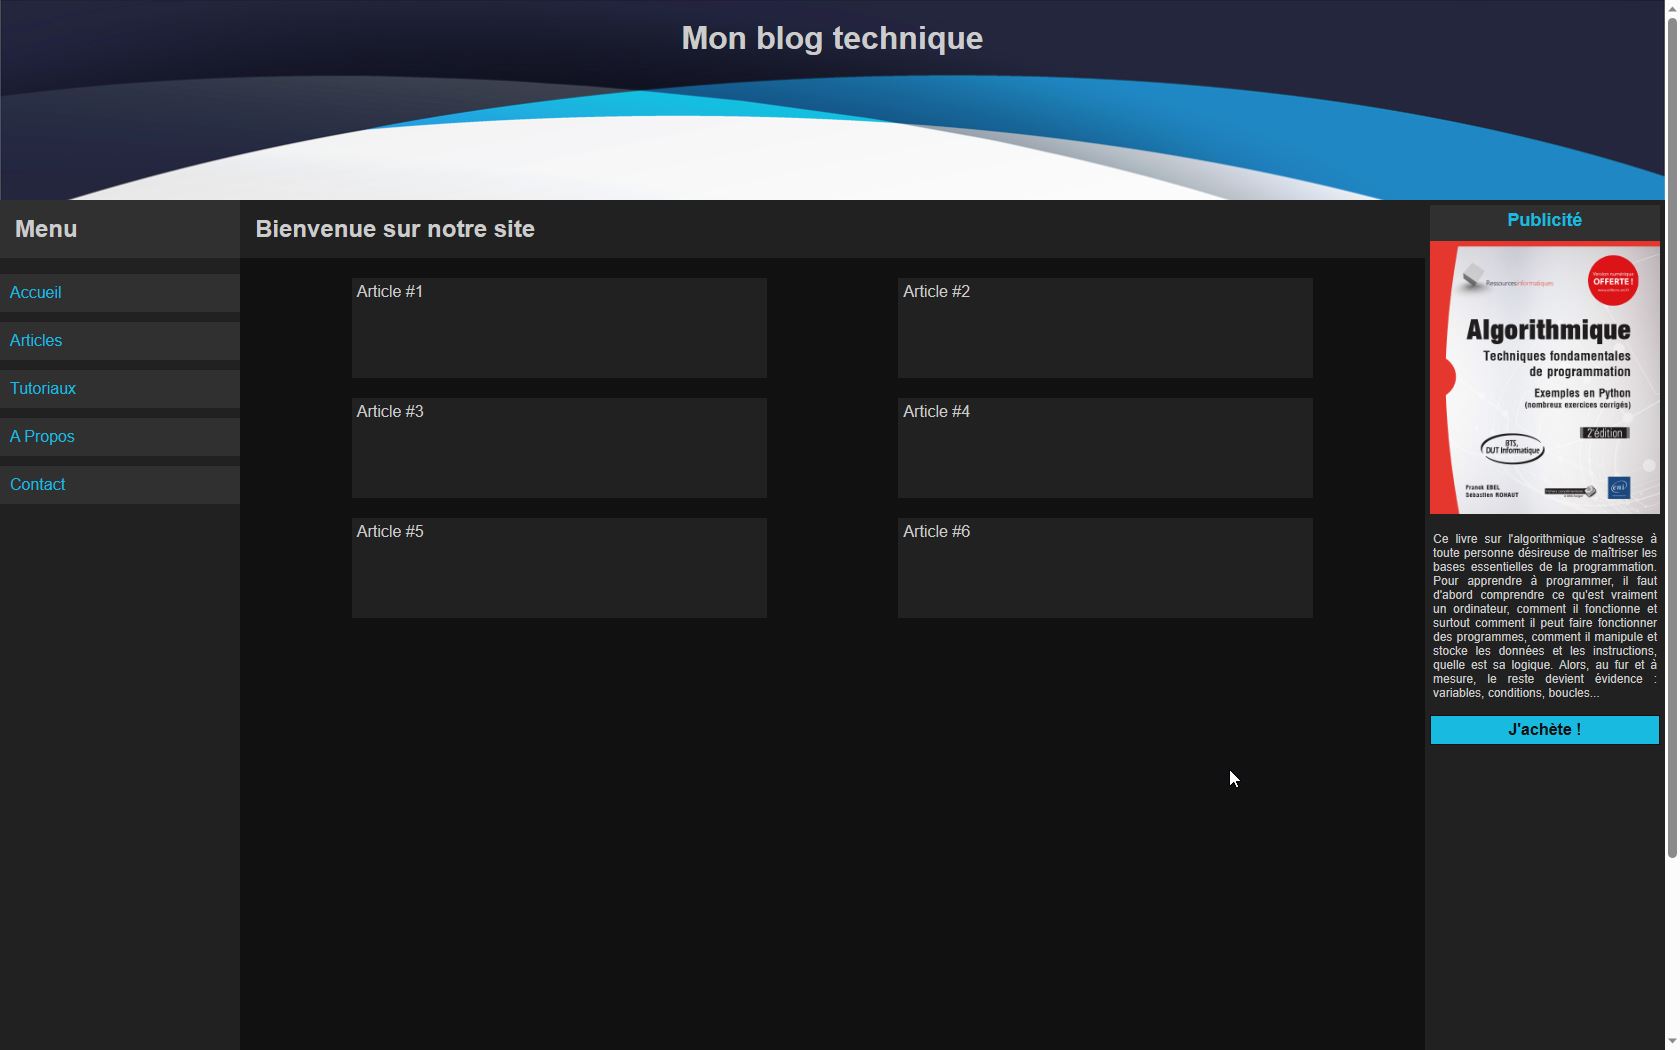 Mon blog technique
Menu
Accueil
Articles
Tutoriaux
A Propos
Contact
Bienvenue sur notre site
Article #1
Article #2
Article #3
Article #4
Article #5
Article #6
Publicité
Version numérique
OFFERTE !
www.editions-eni.fr
Ressourcesinformatiques
Algorithmique
Techniques fondamentales
de programmation
Exemples en Python
(nombreux exercices corrigés)
2e édition
BTS,
DUT Informatique
Franck EBEL
Sébastien ROHAUT
eni
Ce livre sur l'algorithmique s'adresse à
toute personne désireuse de maîtriser les
bases essentielles de la programmation.
Pour apprendre à programmer, il faut
d'abord comprendre ce qu'est vraiment
un ordinateur, comment il fonctionne et
surtout comment il peut faire fonctionner
des programmes, comment il manipule et
stocke les données et les instructions,
quelle est sa logique. Alors, au fur et à
mesure, le reste devient évidence :
variables, conditions, boucles...
J'achète !